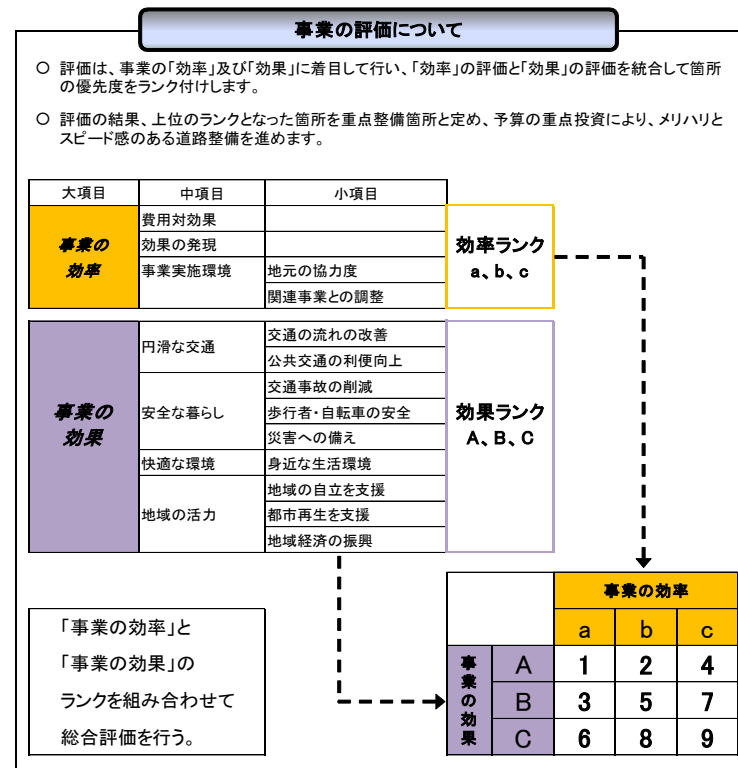 事業の評価について
○ 評価は、事業の「効率」及び「効果」に着目して行い、「効率」の評価と「効果」の評価を統合して箇所
の優先度をランク付けします。
○ 評価の結果、上位のランクとなった箇所を重点整備箇所と定め、予算の重点投資により、メリハリと
スピード感のある道路整備を進めます。
大項目 中項目 小項目
事業の
効率
費用対効果
効果の発現
事業実施環境 地元の協力度
関連事業との調整
効率ランク
a、b、c
事業の
効果
円滑な交通 交通の流れの改善
公共交通の利便向上
安全な暮らし 交通事故の削減
歩行者・自転車の安全
災害への備え
快適な環境 身近な生活環境
地域の活力 地域の自立を支援
都市再生を支援
地域経済の振興
効果ランク
A、B、C
「事業の効率」と
「事業の効果」の
ランクを組み合わせて
総合評価を行う。
事業の効率
a b c
事業の効果
A 1 2 4
B 3 5 7
C 6 8 9